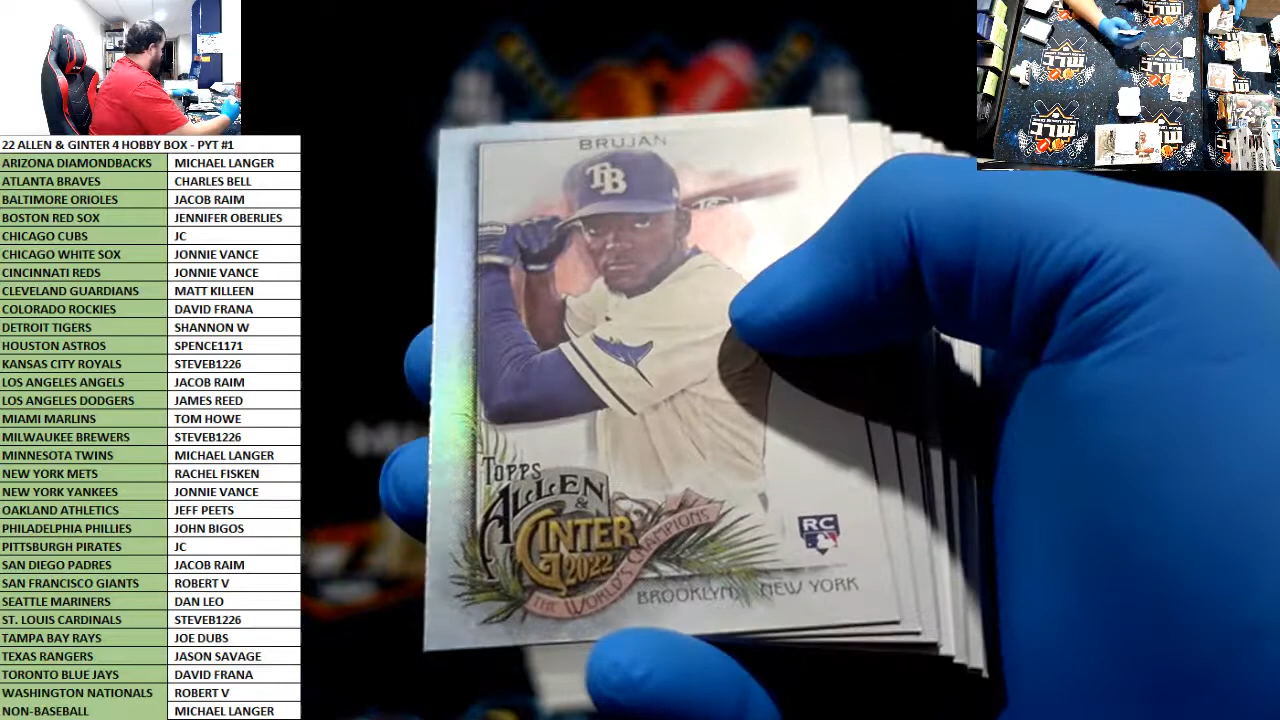 22 ALLEN & GINTER 4 HOBBY BOX - PYT #1
ARIZONA DIAMONDBACKS MICHAEL LANGER
ATLANTA BRAVES CHARLES BELL
BALTIMORE ORIOLES JACOB RAIM
BOSTON RED SOX JENNIFER OBERLIES
CHICAGO CUBS JC
CHICAGO WHITE SOX JONNIE VANCE
CINCINNATI REDS JONNIE VANCE
CLEVELAND GUARDIANS MATT KILLEEN
COLORADO ROCKIES DAVID FRANA
DETROIT TIGERS SHANNON W
HOUSTON ASTROS SPENCE1171
KANSAS CITY ROYALS STEVEB1226
LOS ANGELES ANGELS JACOB RAIM
LOS ANGELES DODGERS JAMES REED
MIAMI MARLINS TOM HOWE
MILWAUKEE BREWERS STEVEB1226
MINNESOTA TWINS MICHAEL LANGER
NEW YORK METS RACHEL FISKEN
NEW YORK YANKEES JONNIE VANCE
OAKLAND ATHLETICS JEFF PEETS
PHILADELPHIA PHILLIES JOHN BIGOS
PITTSBURGH PIRATES JC
SAN DIEGO PADRES JACOB RAIM
SAN FRANCISCO GIANTS ROBERT V
SEATTLE MARINERS DAN LEO
ST. LOUIS CARDINALS STEVEB1226
TAMPA BAY RAYS JOE DUBS
TEXAS RANGERS JASON SAVAGE
TORONTO BLUE JAYS DAVID FRANA
WASHINGTON NATIONALS ROBERT V
NON-BASEBALL MICHAEL LANGER
BRUJAN
TB
TOPPS
ALLEN &
GINTER
2022
THE WORLD'S CHAMPIONS
RC
BROOKLYN NEW YORK
MLC
MLC
MLC
MLC